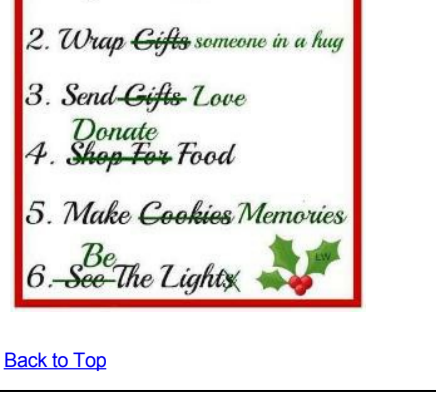 2. Wrap Gifts someone in a hug
3. Send Gifts Love
Donate
4. Shop For Food
5. Make Cookies Memories
Be
6. See The Lights
LW
Back to Top